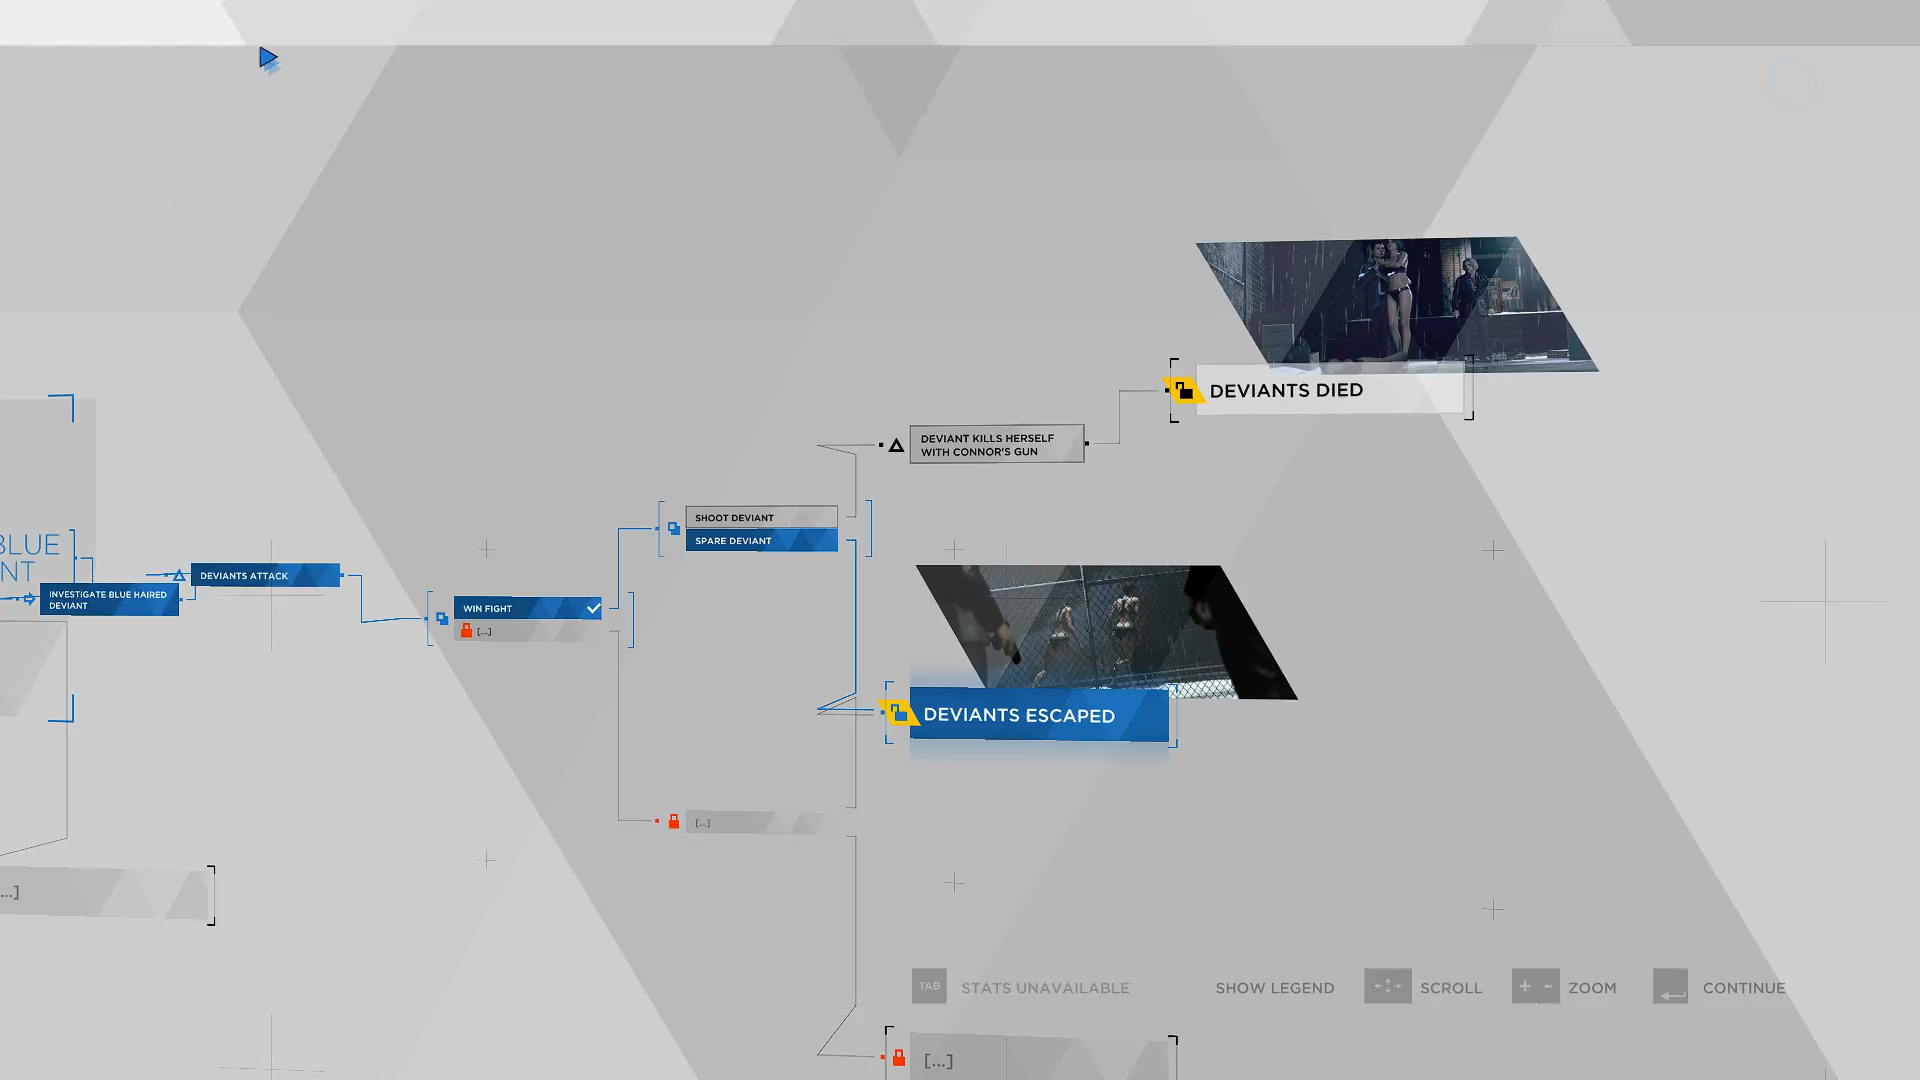 DEVIANTS DIED
DEVIANT KILLS HERSELF
WITH CONNOR'S GUN
SHOOT DEVIANT
SPARE DEVIANT
BLUE
NT
DEVIANTS ATTACK
INVESTIGATE BLUE HAIRED
DEVIANT
WIN FIGHT
[...]
DEVIANTS ESCAPED
[...]
...]
TAB STATS UNAVAILABLE SHOW LEGEND SCROLL + - ZOOM CONTINUE
[...]